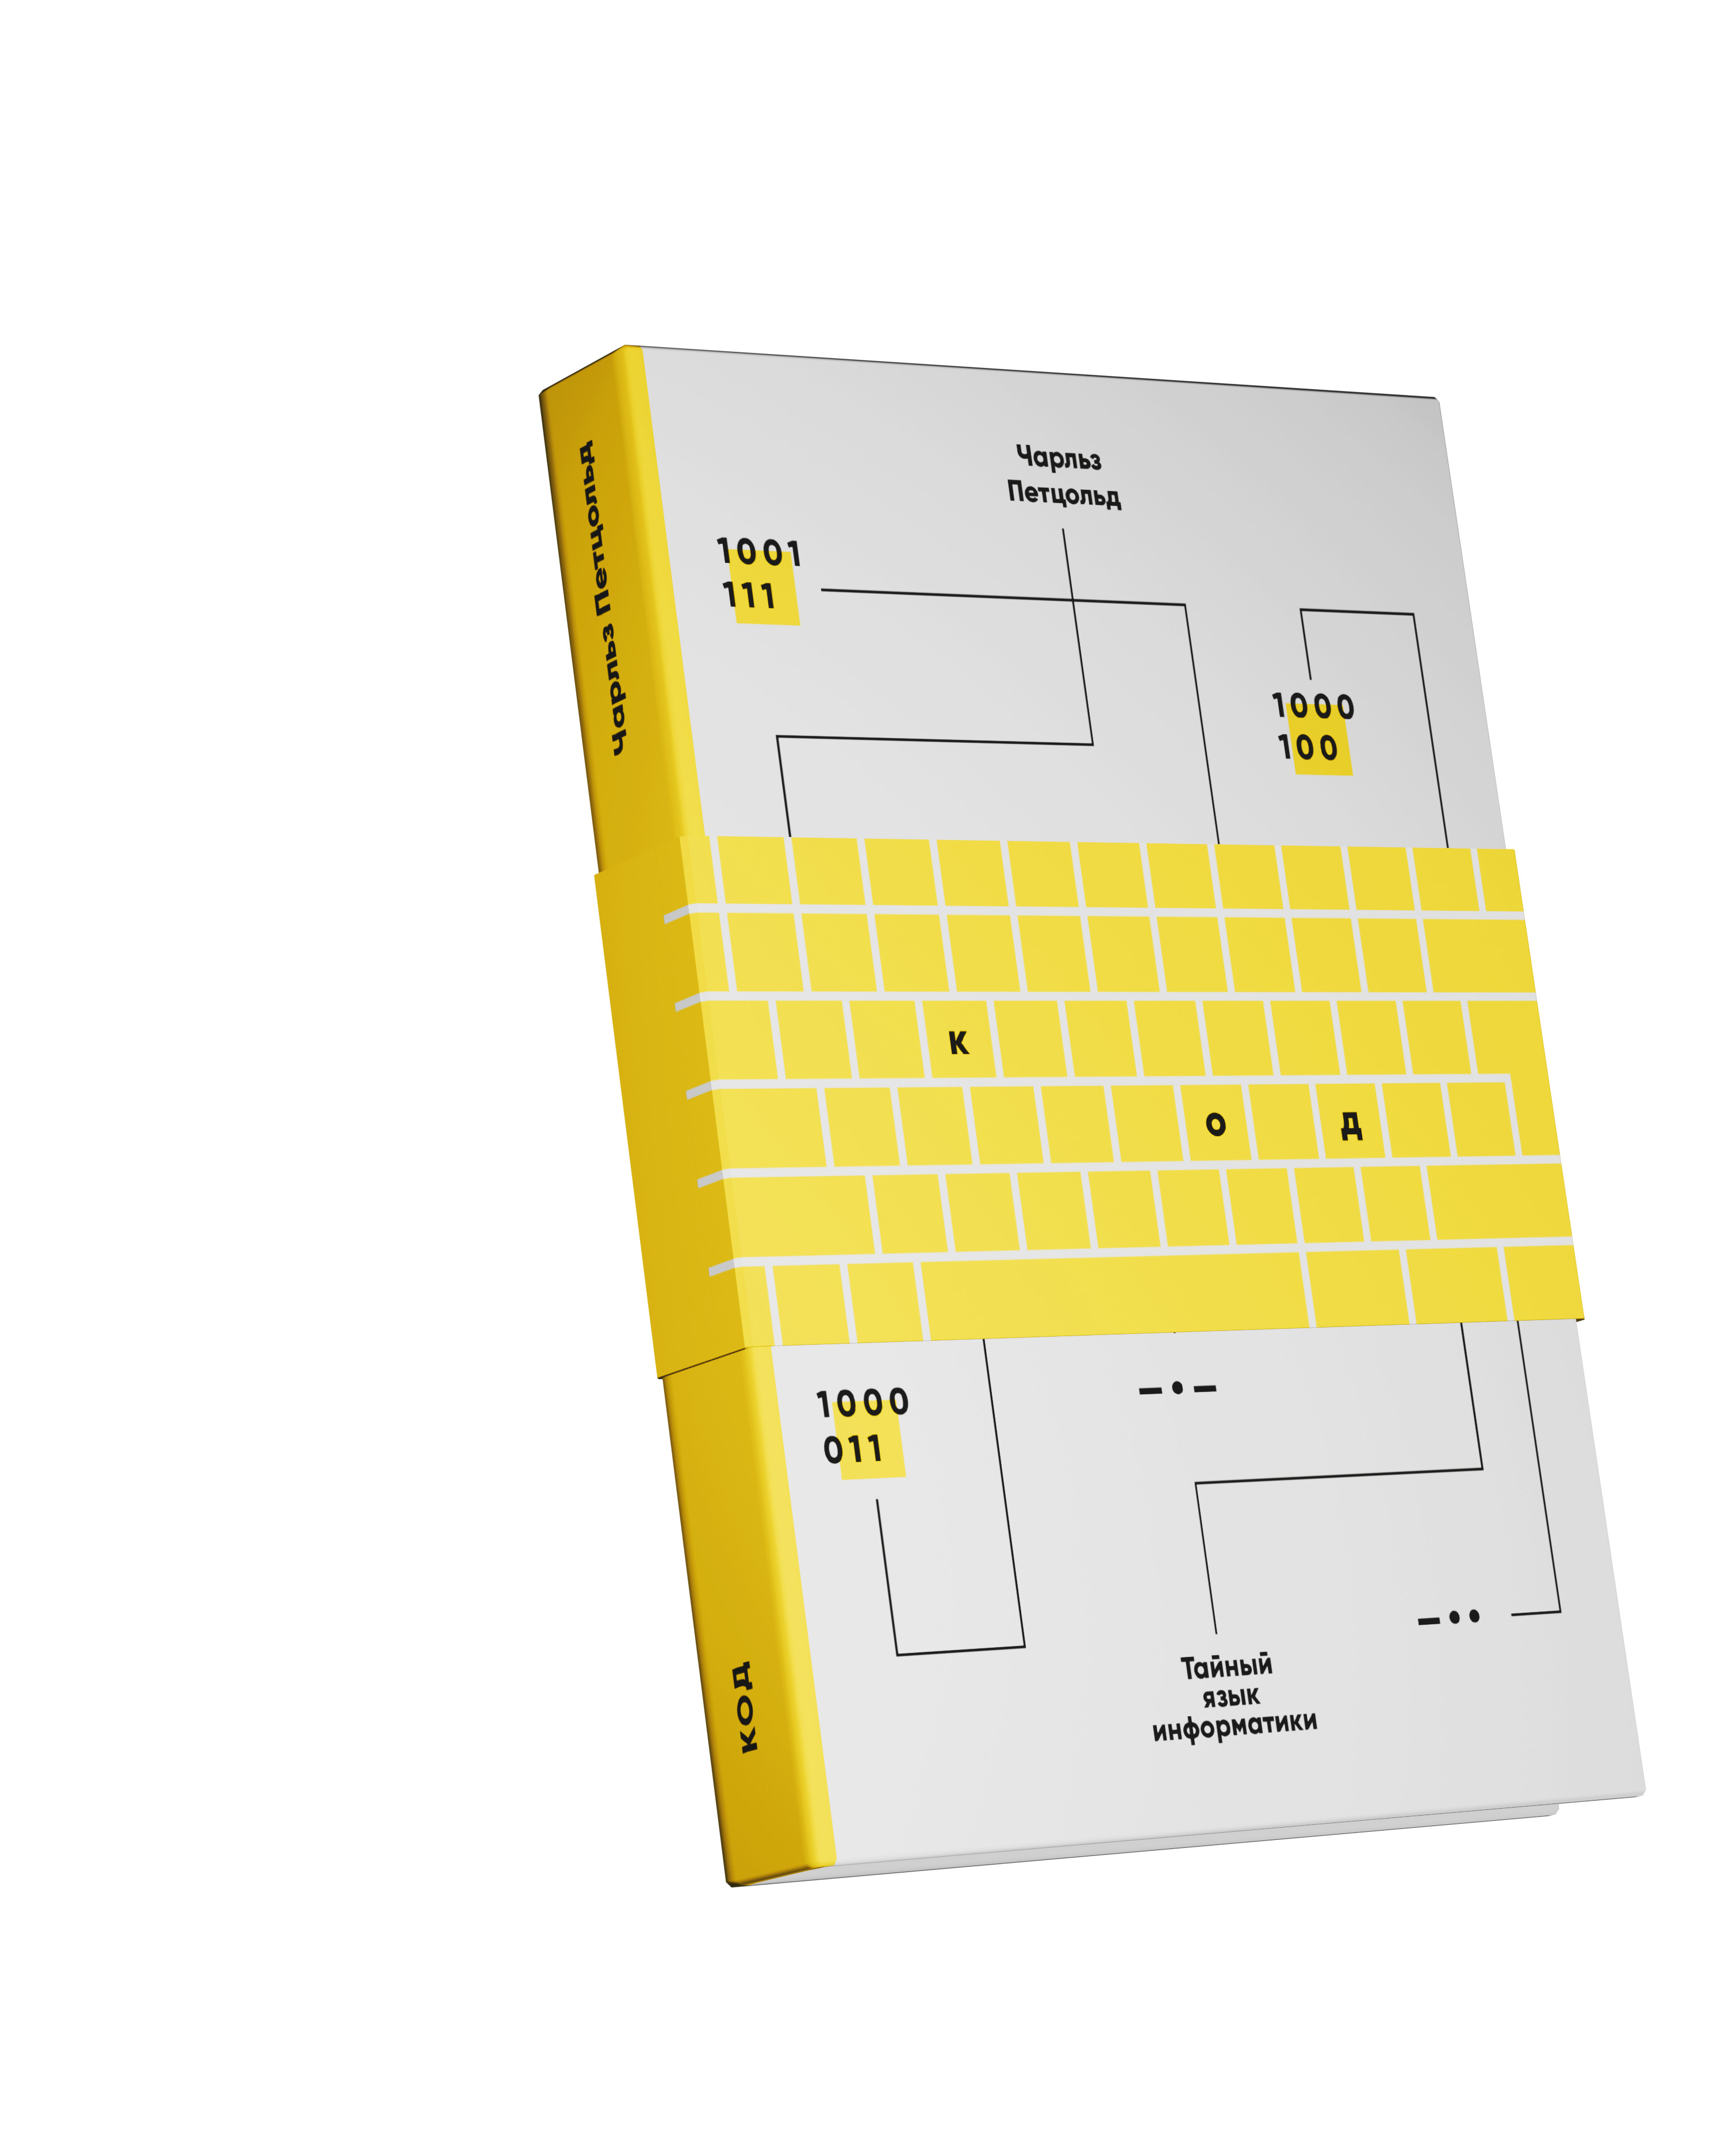 Чарльз Петцольд
код
Чарльз
Петцольд
1001
111
1000
100
к
о д
1000
011
Тайный
язык
информатики